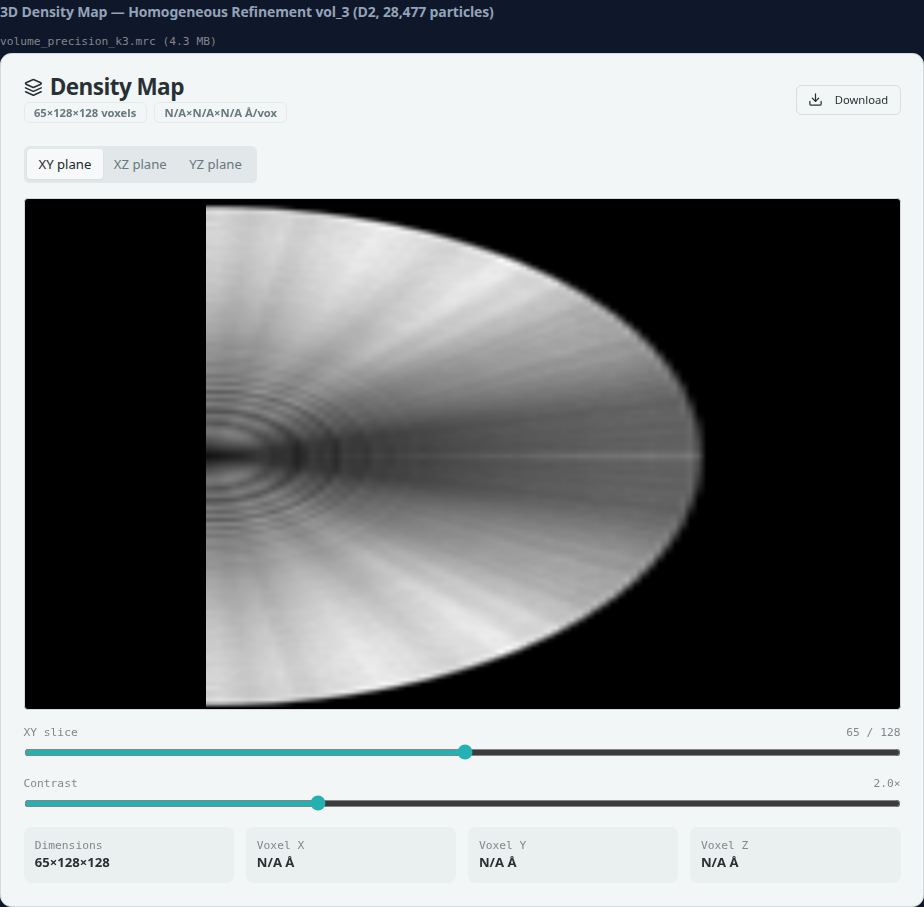 3D Density Map — Homogeneous Refinement vol_3 (D2, 28,477 particles)
volume_precision_k3.mrc (4.3 MB)
Density Map
65×128×128 voxels N/A×N/A×N/A Å/vox
Download
XY plane XZ plane YZ plane
XY slice 65 / 128
Contrast 2.0×
Dimensions Voxel X Voxel Y Voxel Z
65×128×128 N/A Å N/A Å N/A Å